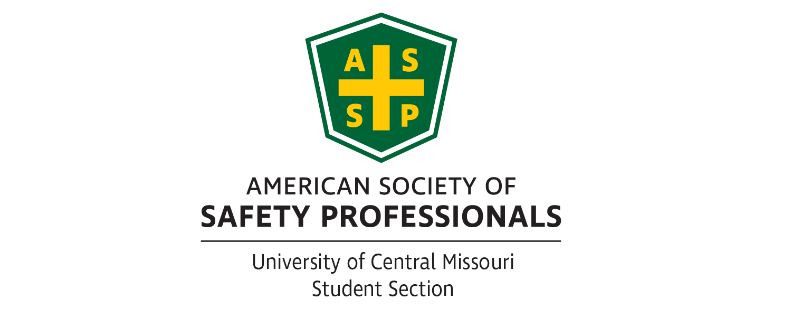 A S
S P
AMERICAN SOCIETY OF
SAFETY PROFESSIONALS
University of Central Missouri
Student Section